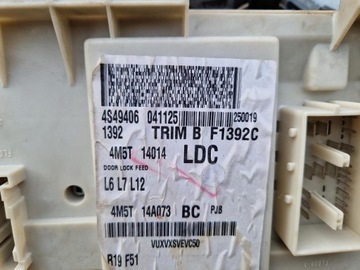 4S49406 041125 250019
1392 TRIM B F1392C
4M5T 14014 LDC
DOOR LOCK FEED
L6 L7 L12
4M5T 14A073 BC PJB
VUXVXSVEVC50
R19 F51